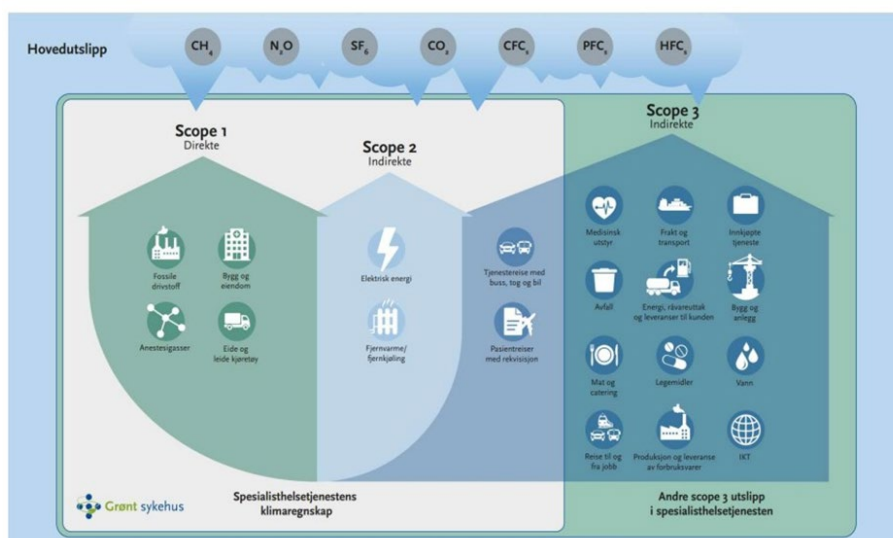 Hovedutslipp
CH4
N2O
SF6
CO2
CFCs
PFCs
HFCs
Scope 1
Direkte
Scope 2
Indirekte
Scope 3
Indirekte
Fossile
drivstoff
Bygg og
eiendom
Anestesigasser
Eide og
leide kjøretøy
Elektrisk energi
Fjernvarme/
fjernkjøling
Tjenestereise med
buss, tog og bil
Pasientreiser
med rekvisisjon
Medisinsk
utstyr
Frakt og
transport
Innkjøpte
tjeneste
Avfall
Energi, råvareuttak
og leveranser til kunden
Bygg og
anlegg
Mat og
catering
Legemidler
Vann
Reise til og
fra jobb
Produksjon og leveranse
av forbruksvarer
IKT
Grønt sykehus
Spesialisthelsetjenestens
klimaregnskap
Andre scope 3 utslipp
i spesialisthelsetjenesten